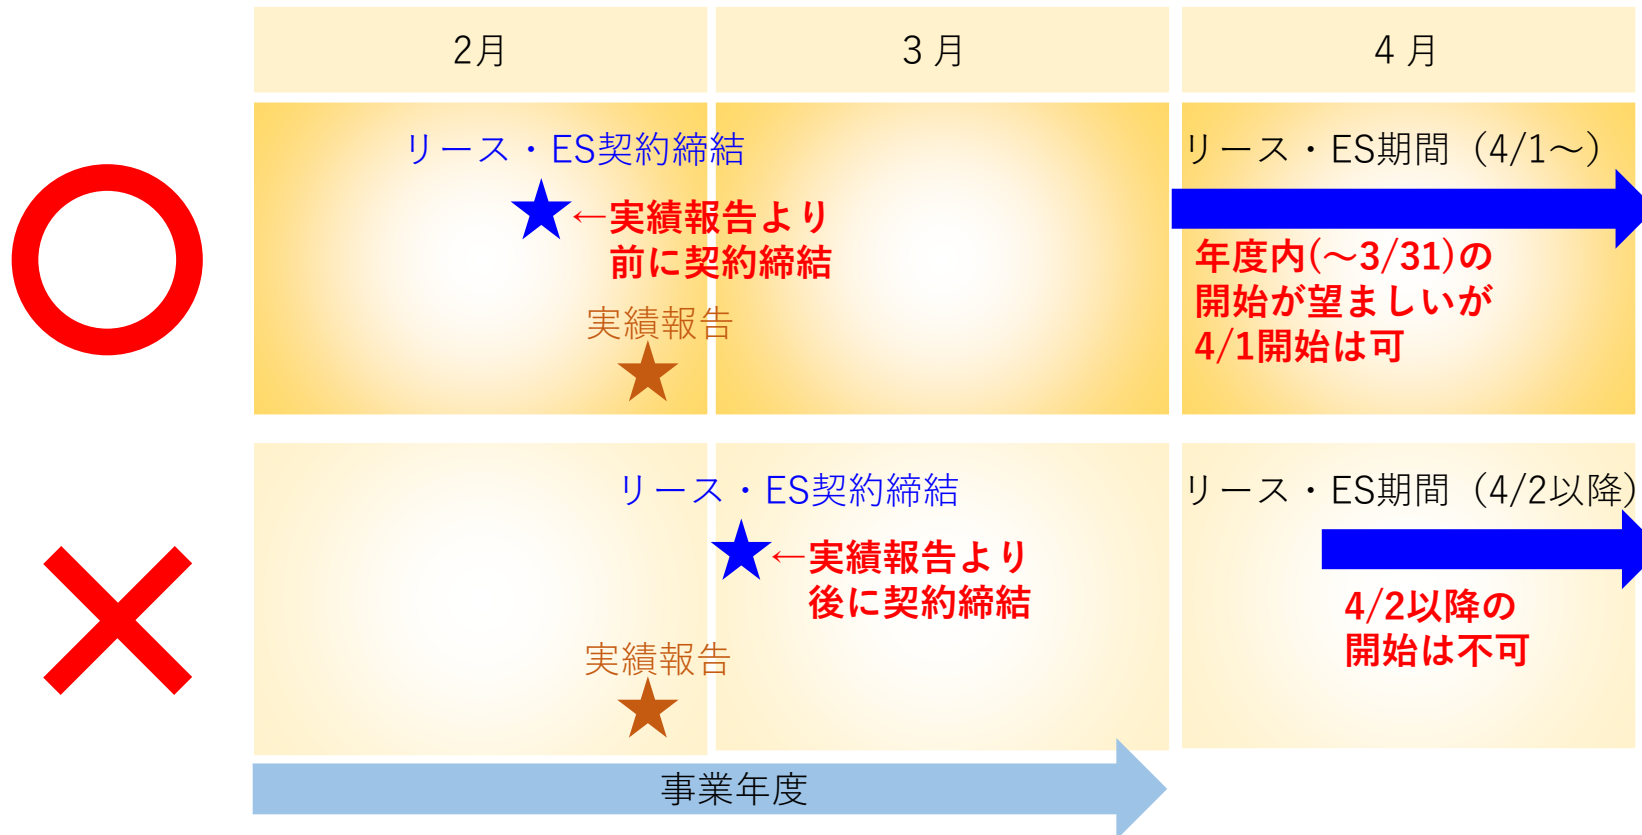 2月
3月
4月
リース・ES契約締結
←実績報告より
前に契約締結
実績報告
リース・ES期間（4/1～）
年度内(～3/31)の
開始が望ましいが
4/1開始は可
リース・ES契約締結
←実績報告より
後に契約締結
実績報告
リース・ES期間（4/2以降）
4/2以降の
開始は不可
事業年度